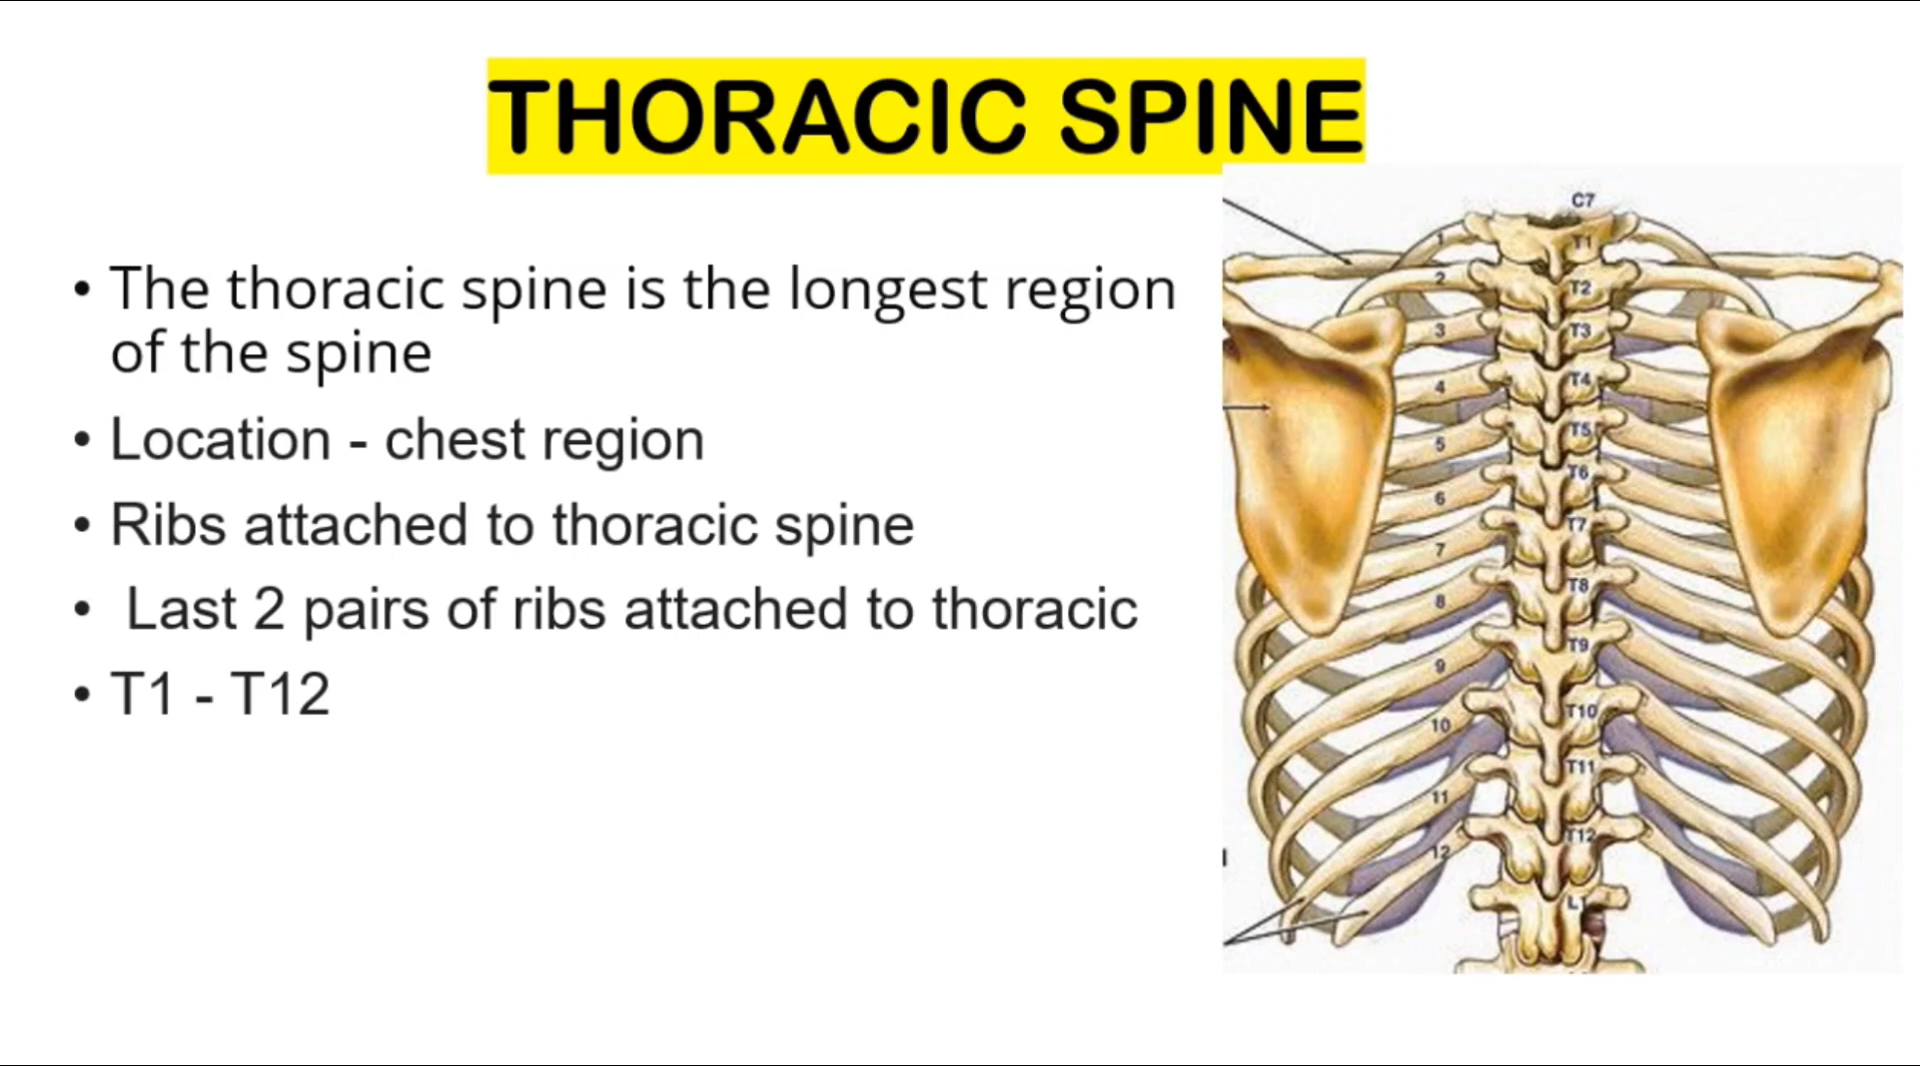 THORACIC SPINE
• The thoracic spine is the longest region
of the spine
• Location - chest region
• Ribs attached to thoracic spine
• Last 2 pairs of ribs attached to thoracic
• T1 - T12
C7
1 T1
2 T2
3 T3
4 T4
5 T5
6 T6
7 T7
8 T8
9 T9
10 T10
11 T11
12 T12
L1